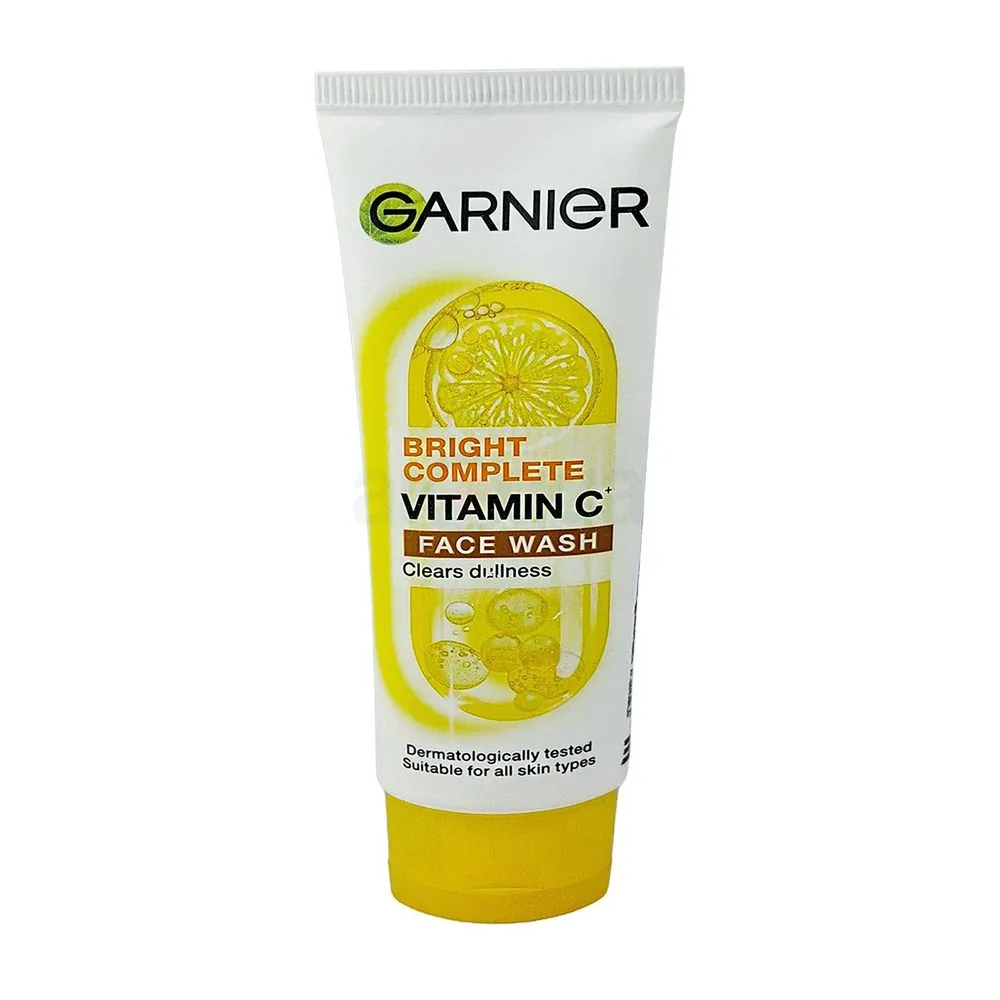 GARNIER
BRIGHT
COMPLETE
VITAMIN C+
FACE WASH
Clears dullness
Dermatologically tested
Suitable for all skin types